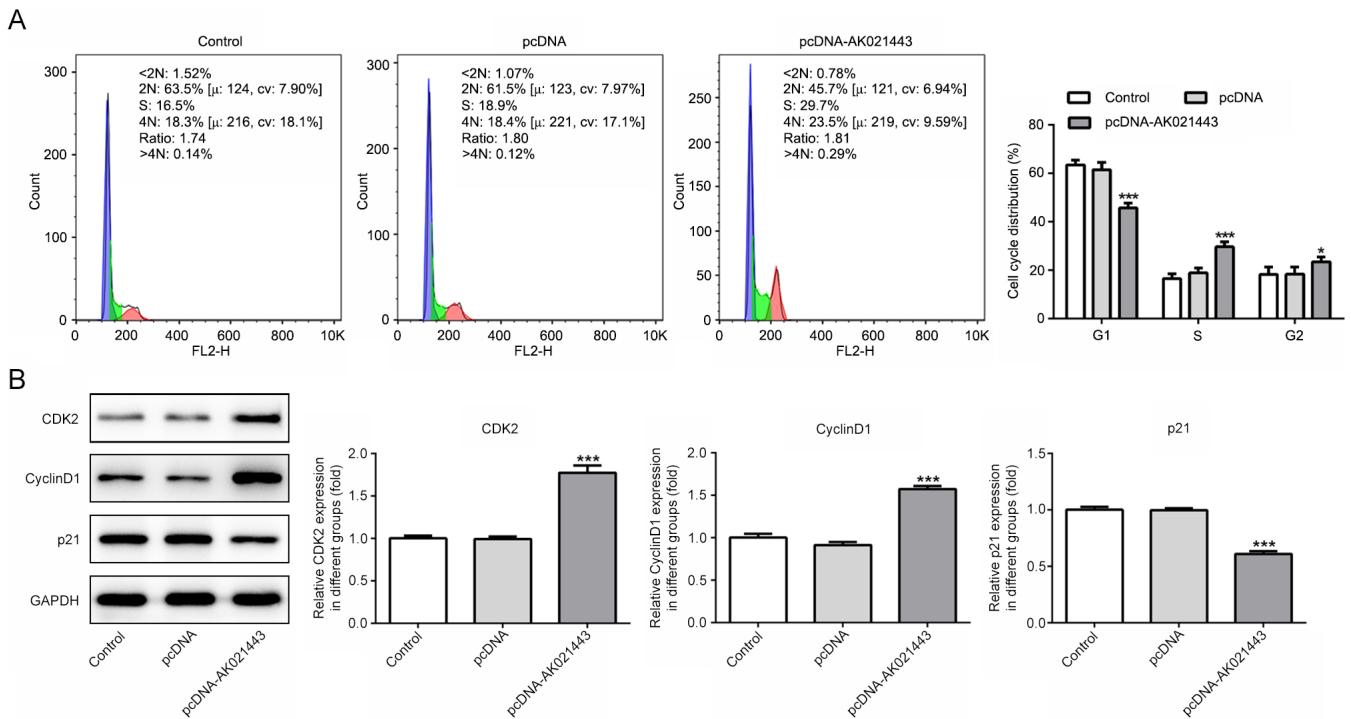 A
Control
<2N: 1.52%
2N: 63.5% [μ: 124, cv: 7.90%]
S: 16.5%
4N: 18.3% [μ: 216, cv: 18.1%]
Ratio: 1.74
>4N: 0.14%
Count
300
200
100
0
0 200 400 600 800 10K
FL2-H
pcDNA
<2N: 1.07%
2N: 61.5% [μ: 123, cv: 7.97%]
S: 18.9%
4N: 18.4% [μ: 221, cv: 17.1%]
Ratio: 1.80
>4N: 0.12%
Count
300
200
100
0
0 200 400 600 800 10K
FL2-H
pcDNA-AK021443
<2N: 0.78%
2N: 45.7% [μ: 121, cv: 6.94%]
S: 29.7%
4N: 23.5% [μ: 219, cv: 9.59%]
Ratio: 1.81
>4N: 0.29%
Count
250
200
150
100
50
0
0 200 400 600 800 10K
FL2-H
Control pcDNA
pcDNA-AK021443
Cell cycle distribution (%)
80
60
40
20
0
***
***
*
G1 S G2
B
CDK2
CyclinD1
p21
GAPDH
Control
pcDNA
pcDNA-AK021443
CDK2
Relative CDK2 expression
in different groups (fold)
2.0
1.5
1.0
0.5
0.0
***
Control
pcDNA
pcDNA-AK021443
CyclinD1
Relative CyclinD1 expression
in different groups (fold)
2.0
1.5
1.0
0.5
0.0
***
Control
pcDNA
pcDNA-AK021443
p21
Relative p21 expression
in different groups (fold)
1.5
1.0
0.5
0.0
***
Control
pcDNA
pcDNA-AK021443